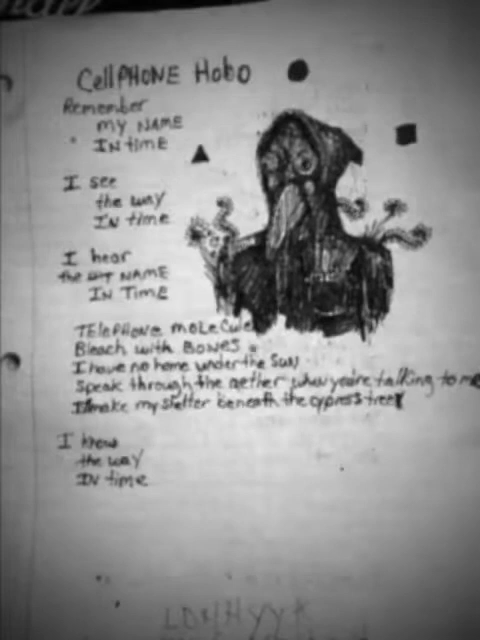 CellPHONE Hobo
Remember
my NAME
IN time
I see
the way
IN time
I hear
the NAME
IN Time
TElePHONE moLeCule
Bleach with BONES
I have no home under the Sun
Speak through the aether when you're talking to me
I make my shelter beneath the cypress tree
I know
the way
IN time